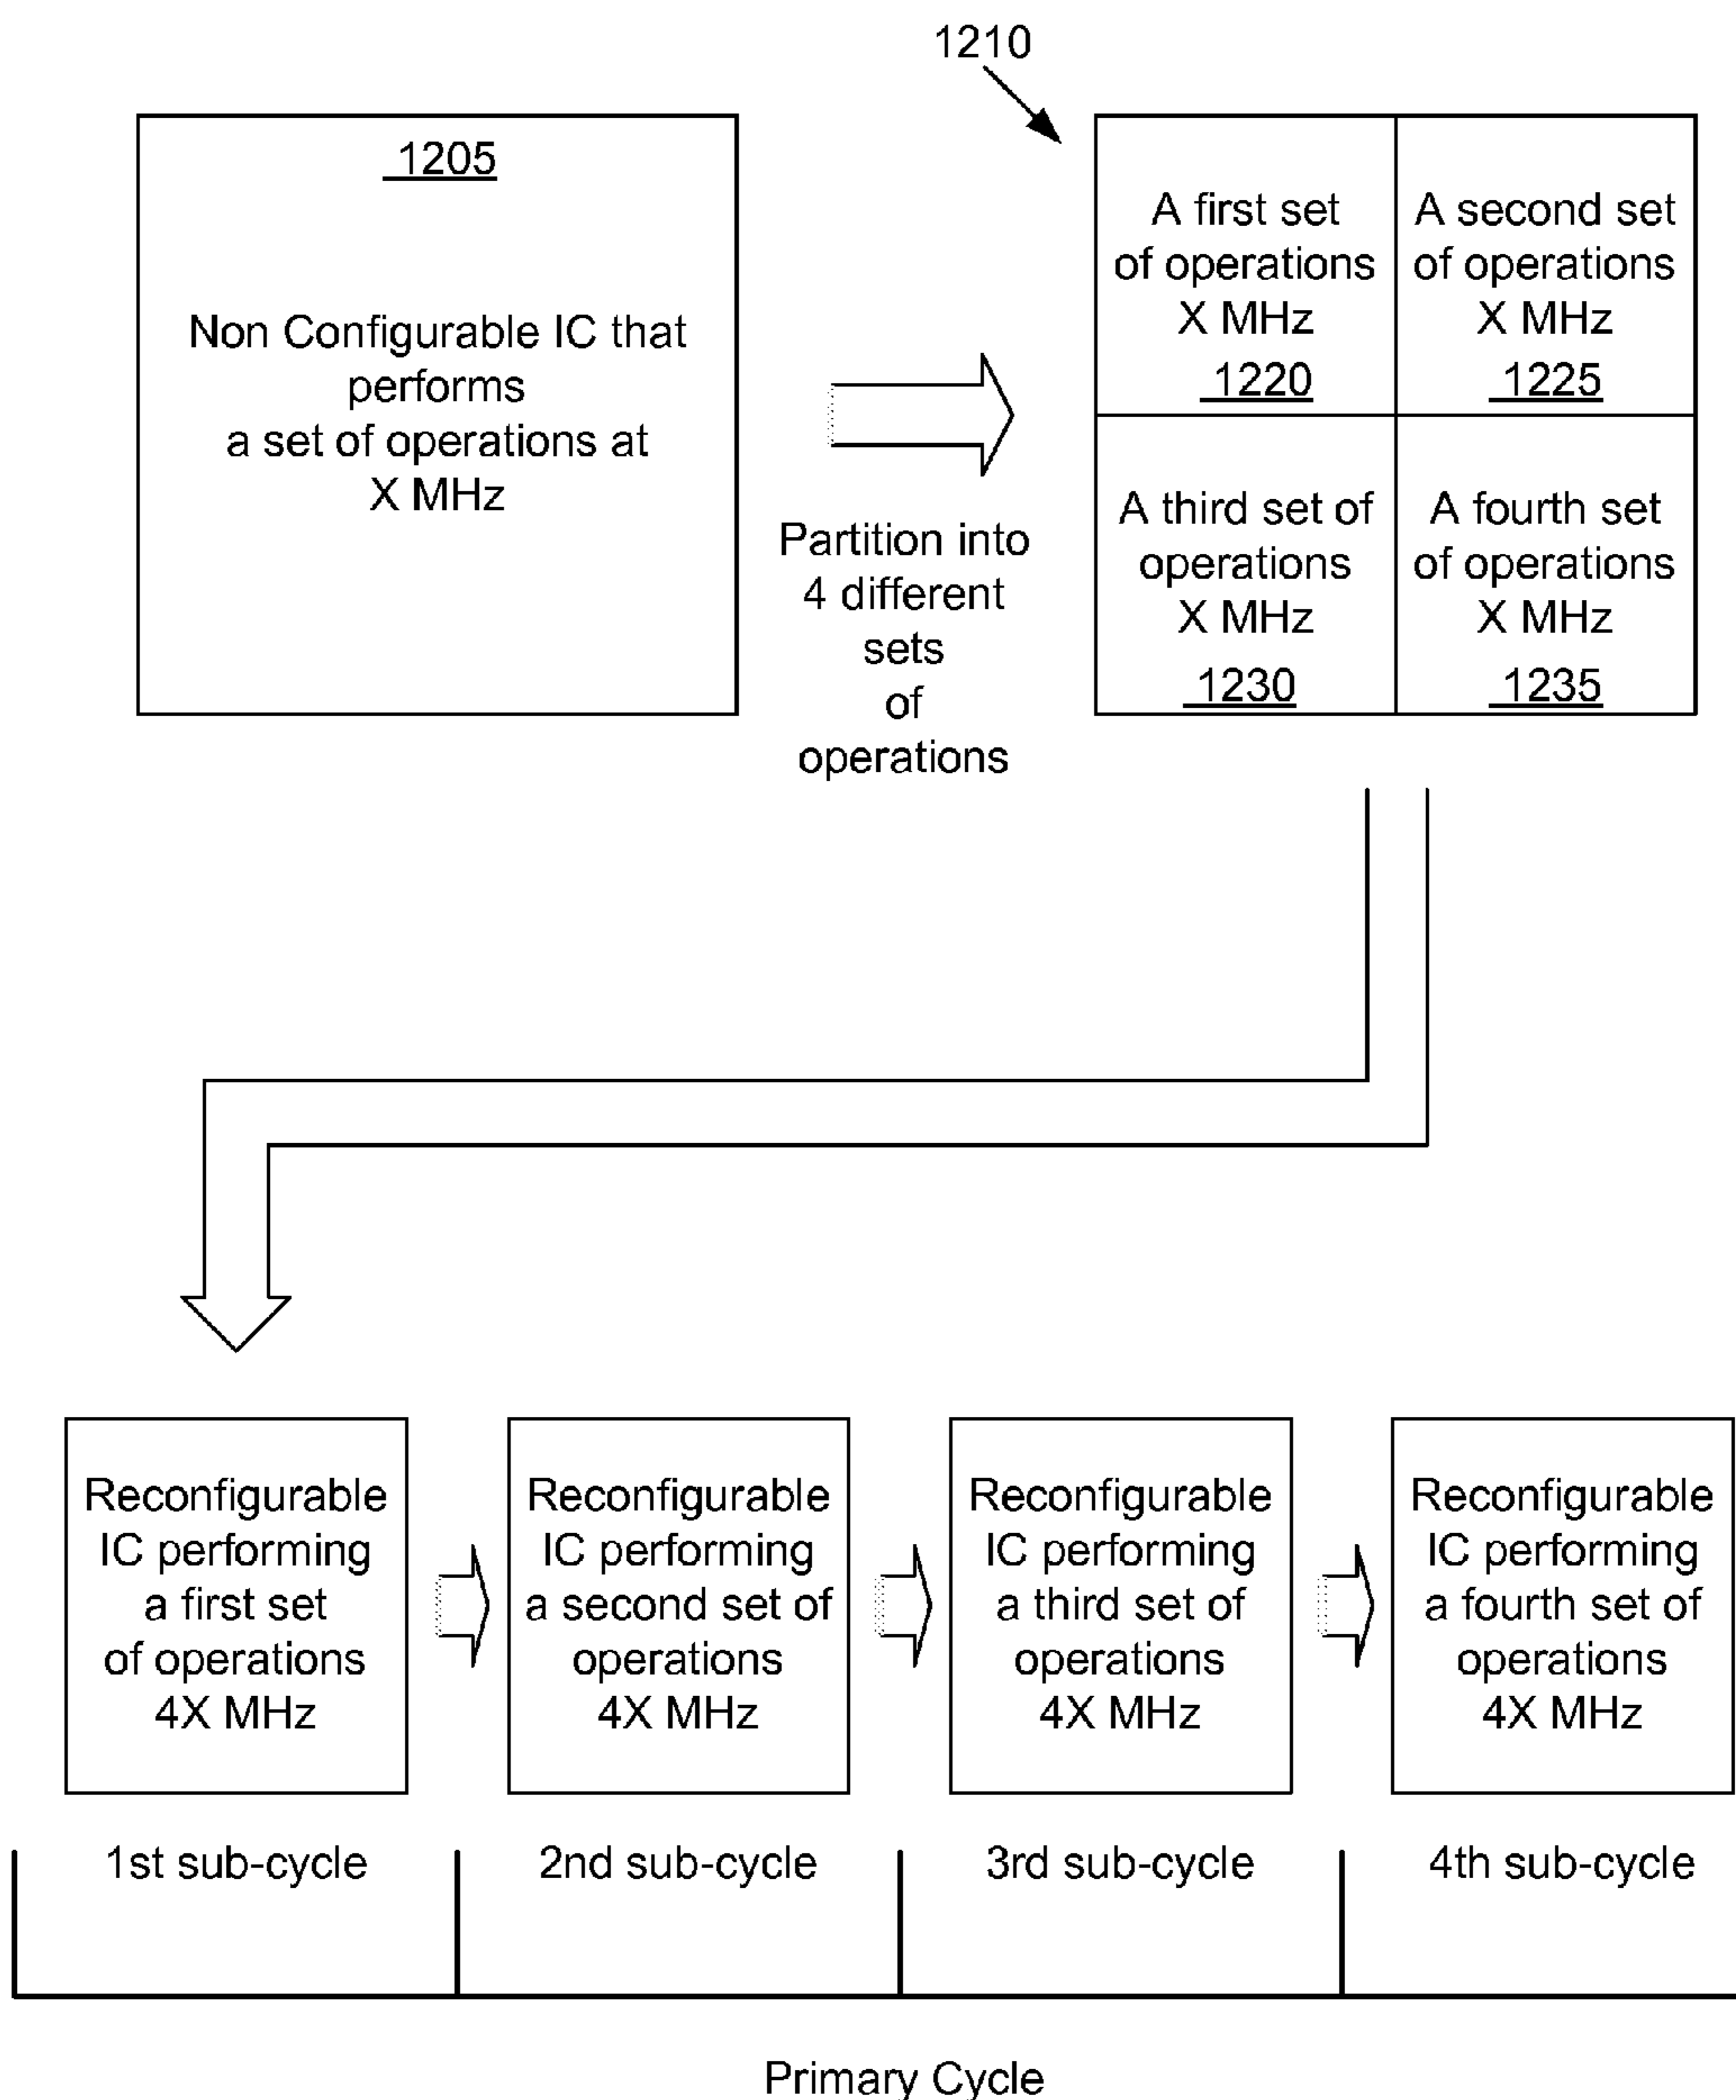 1210
1205
Non Configurable IC that
performs
a set of operations at
X MHz
Partition into
4 different
sets
of
operations
A first set
of operations
X MHz
1220
A second set
of operations
X MHz
1225
A third set of
operations
X MHz
1230
A fourth set
of operations
X MHz
1235
Reconfigurable
IC performing
a first set
of operations
4X MHz
Reconfigurable
IC performing
a second set of
operations
4X MHz
Reconfigurable
IC performing
a third set of
operations
4X MHz
Reconfigurable
IC performing
a fourth set of
operations
4X MHz
1st sub-cycle
2nd sub-cycle
3rd sub-cycle
4th sub-cycle
Primary Cycle